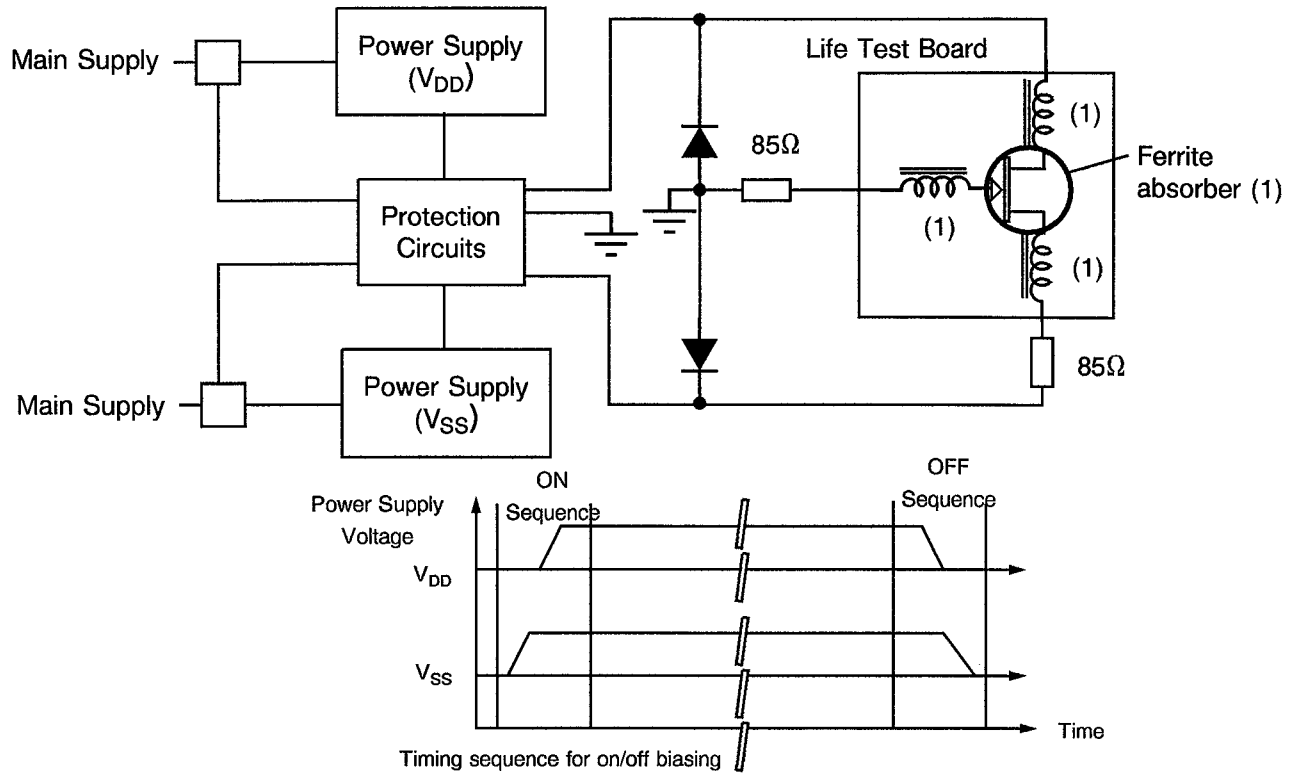 Main Supply
Power Supply
(VDD)
Life Test Board
(1)
85Ω
Ferrite
absorber (1)
Protection
Circuits
(1)
(1)
Main Supply
Power Supply
(VSS)
85Ω
ON
Sequence
OFF
Sequence
Power Supply
Voltage
VDD
VSS
Time
Timing sequence for on/off biasing